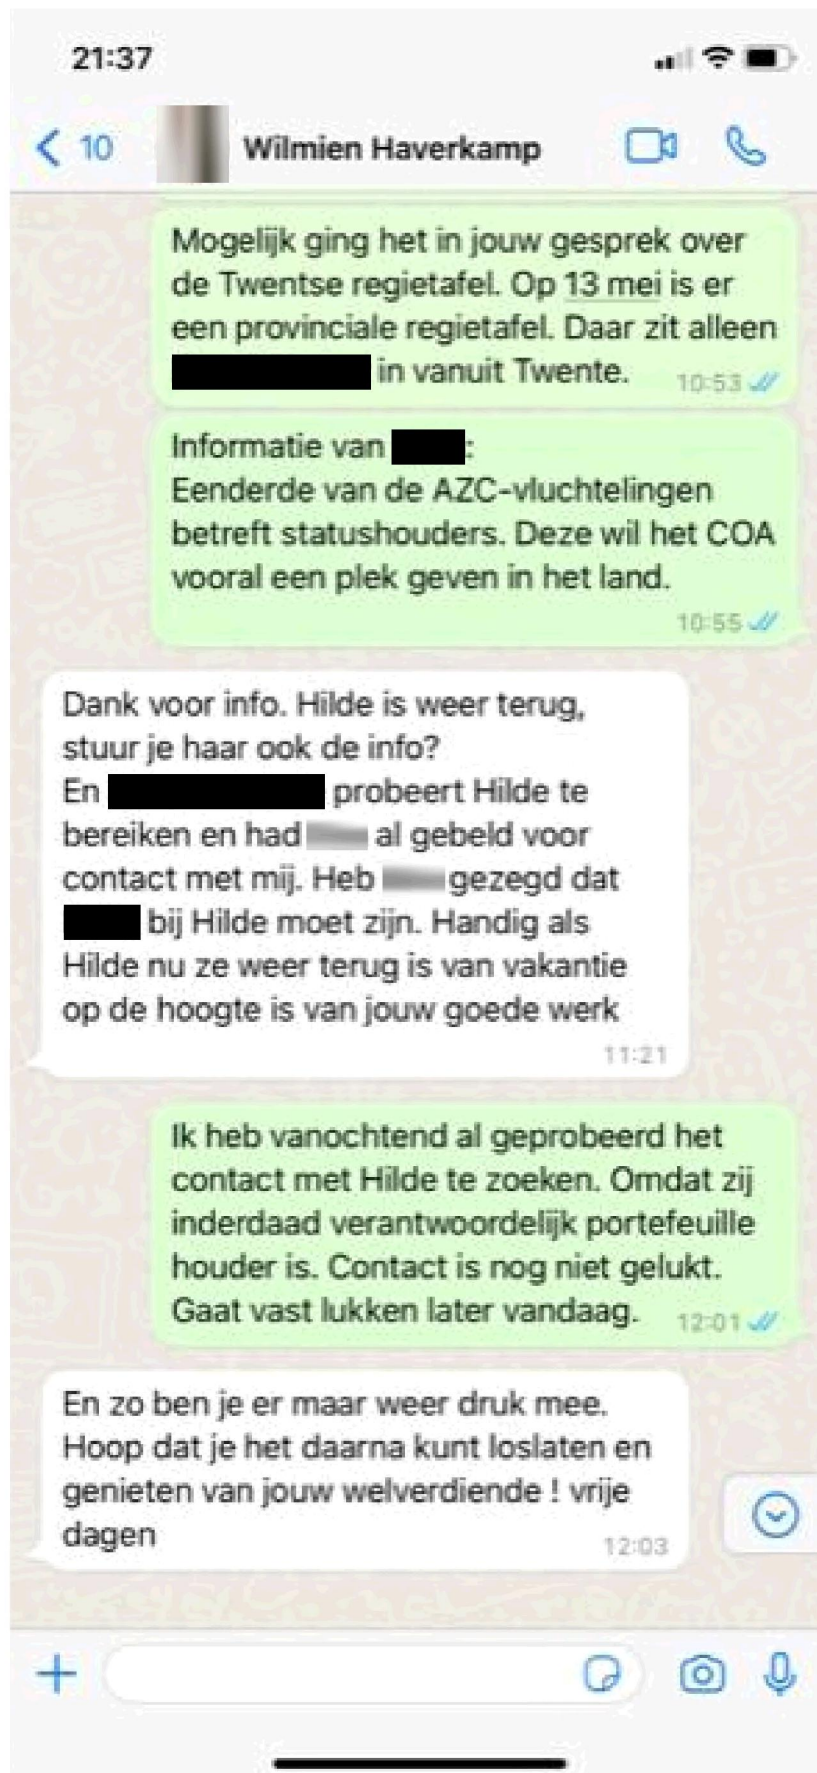 21:37
10
Wilmien Haverkamp
Mogelijk ging het in jouw gesprek over
de Twentse regietafel. Op 13 mei is er
een provinciale regietafel. Daar zit alleen
in vanuit Twente.
10:53
Informatie van :
Eenderde van de AZC-vluchtelingen
betreft statushouders. Deze wil het COA
vooral een plek geven in het land.
10:55
Dank voor info. Hilde is weer terug,
stuur je haar ook de info?
En probeert Hilde te
bereiken en had al gebeld voor
contact met mij. Heb gezegd dat
bij Hilde moet zijn. Handig als
Hilde nu ze weer terug is van vakantie
op de hoogte is van jouw goede werk
11:21
Ik heb vanochtend al geprobeerd het
contact met Hilde te zoeken. Omdat zij
inderdaad verantwoordelijk portefeuille
houder is. Contact is nog niet gelukt.
Gaat vast lukken later vandaag.
12:01
En zo ben je er maar weer druk mee.
Hoop dat je het daarna kunt loslaten en
genieten van jouw welverdiende ! vrije
dagen
12:03